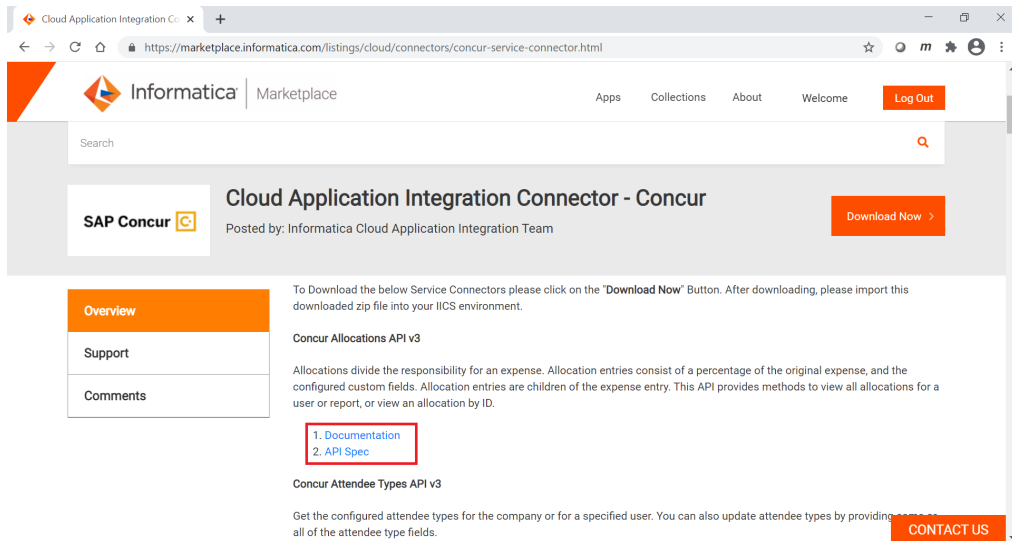 Cloud Application Integration Co
https://marketplace.informatica.com/listings/cloud/connectors/concur-service-connector.html
m
Informatica Marketplace
Apps Collections About Welcome Log Out
Search
SAP Concur C
Cloud Application Integration Connector - Concur
Posted by: Informatica Cloud Application Integration Team
Download Now >
Overview
Support
Comments
To Download the below Service Connectors please click on the "Download Now" Button. After downloading, please import this
downloaded zip file into your IICS environment.
Concur Allocations API v3
Allocations divide the responsibility for an expense. Allocation entries consist of a percentage of the original expense, and the
configured custom fields. Allocation entries are children of the expense entry. This API provides methods to view all allocations for a
user or report, or view an allocation by ID.
1. Documentation
2. API Spec
Concur Attendee Types API v3
Get the configured attendee types for the company or for a specified user. You can also update attendee types by providing
all of the attendee type fields.
CONTACT US